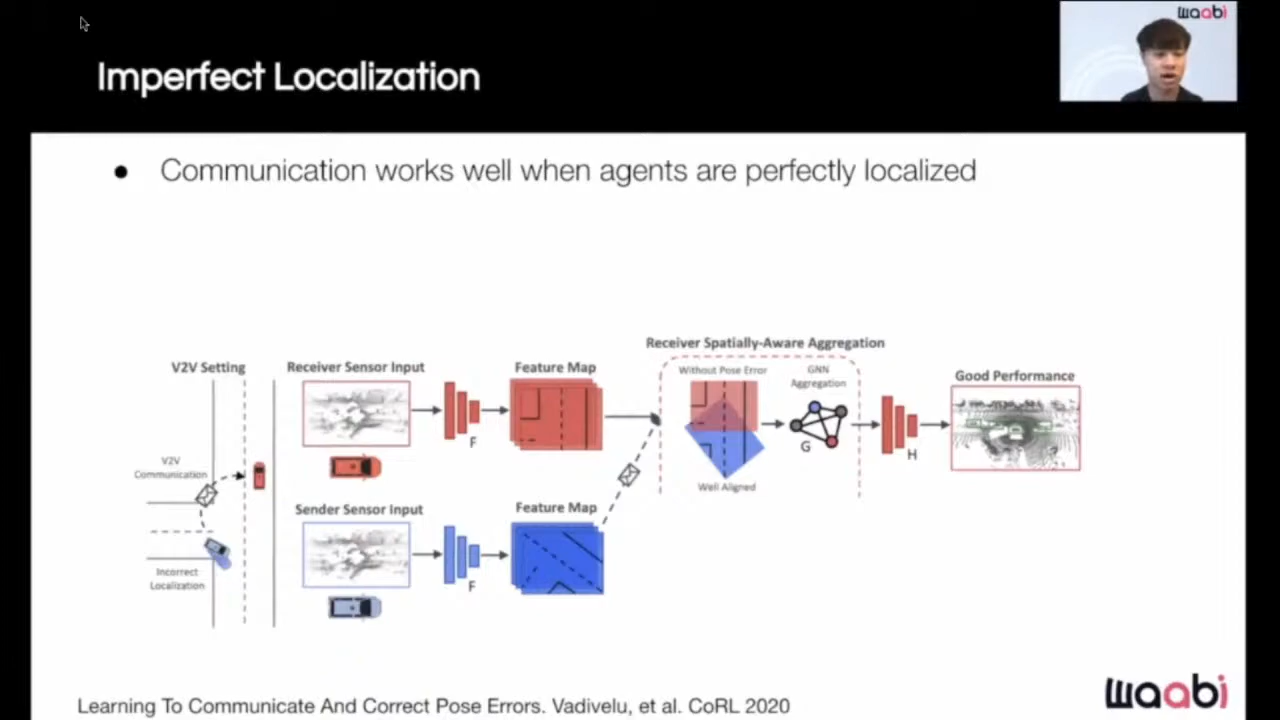 waabi
Imperfect Localization
● Communication works well when agents are perfectly localized
Receiver Spatially-Aware Aggregation
V2V Setting
Receiver Sensor Input
Feature Map
Without Pose Error
GNN
Aggregation
Good Performance
F
G
H
V2V
Communication
Well Aligned
Sender Sensor Input
Feature Map
Incorrect
Localization
F
waabi
Learning To Communicate And Correct Pose Errors. Vadivelu, et al. CoRL 2020